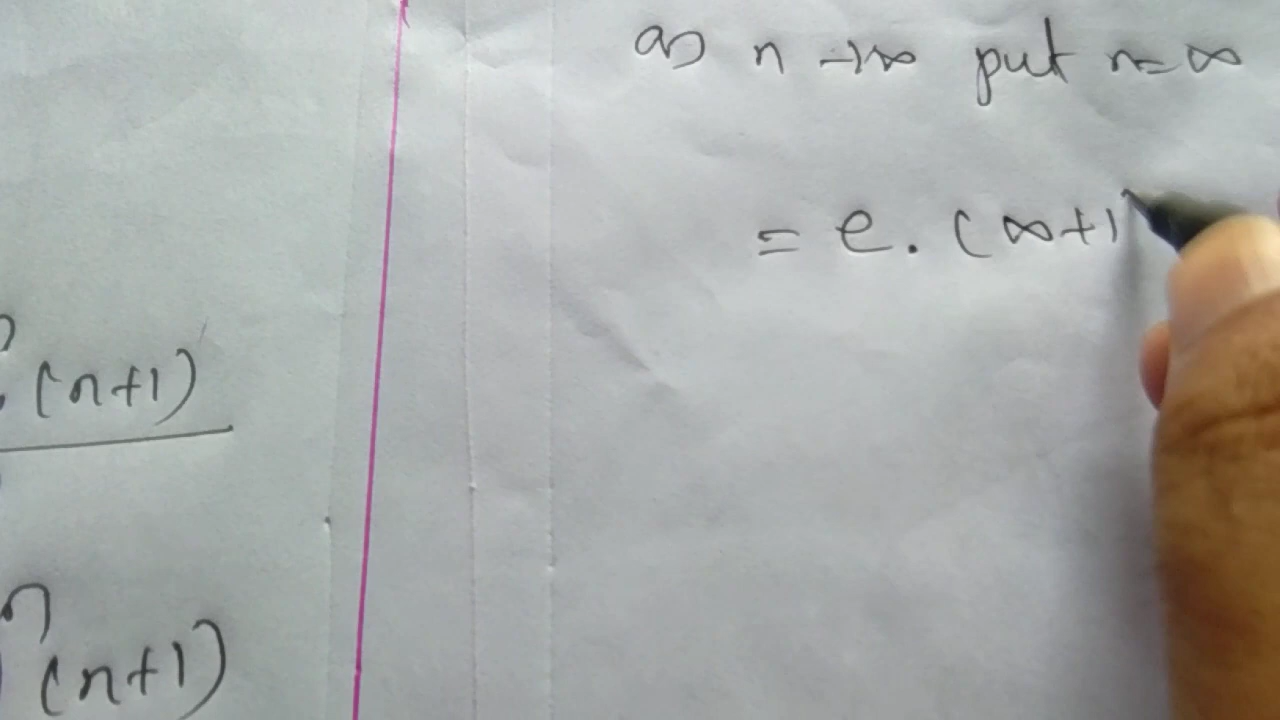 as n → ∞ put n = ∞
= e. (∞+1
(n+1)
n
(n+1)